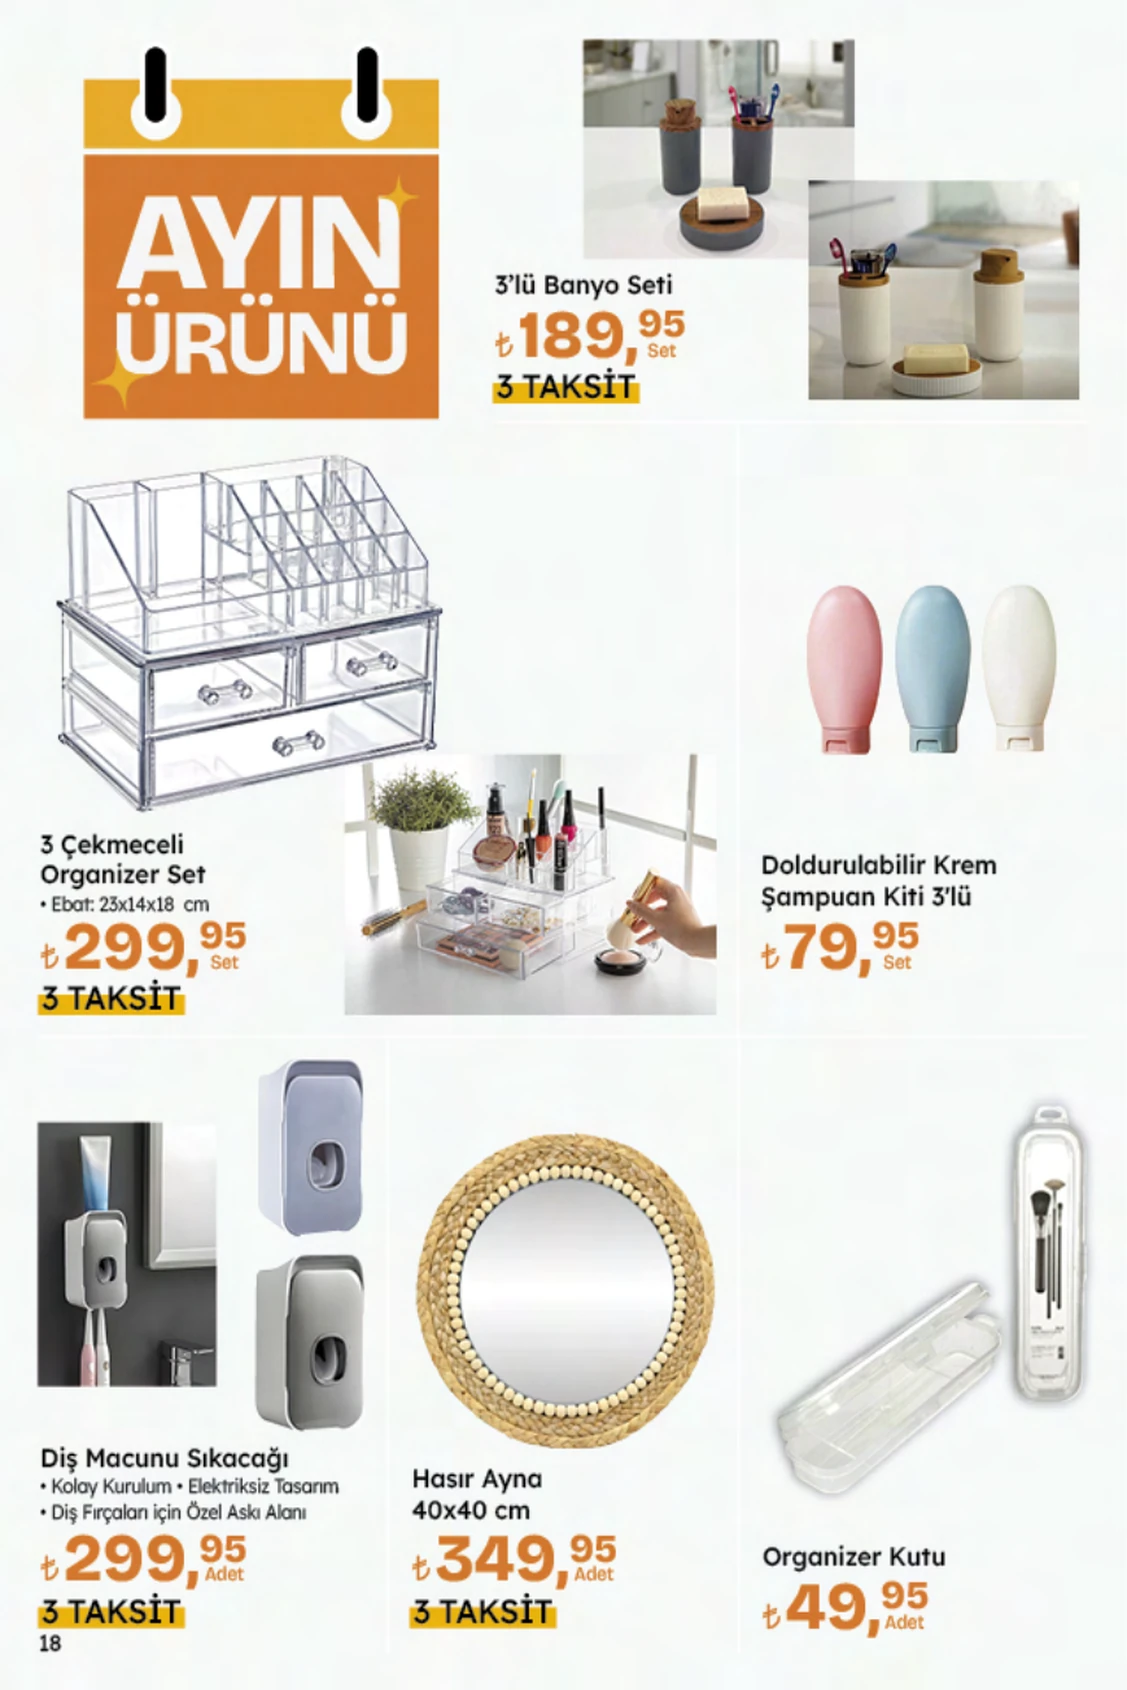 AYIN
ÜRÜNÜ
3'lü Banyo Seti
₺189,95
Set
3 TAKSİT
3 Çekmeceli
Organizer Set
• Ebat: 23x14x18 cm
₺299,95
Set
3 TAKSİT
Doldurulabilir Krem
Şampuan Kiti 3'lü
₺79,95
Set
Diş Macunu Sıkacağı
• Kolay Kurulum • Elektriksiz Tasarım
• Diş Fırçaları için Özel Askı Alanı
₺299,95
Adet
3 TAKSİT
Hasır Ayna
40x40 cm
₺349,95
Adet
3 TAKSİT
Organizer Kutu
₺49,95
Adet
18